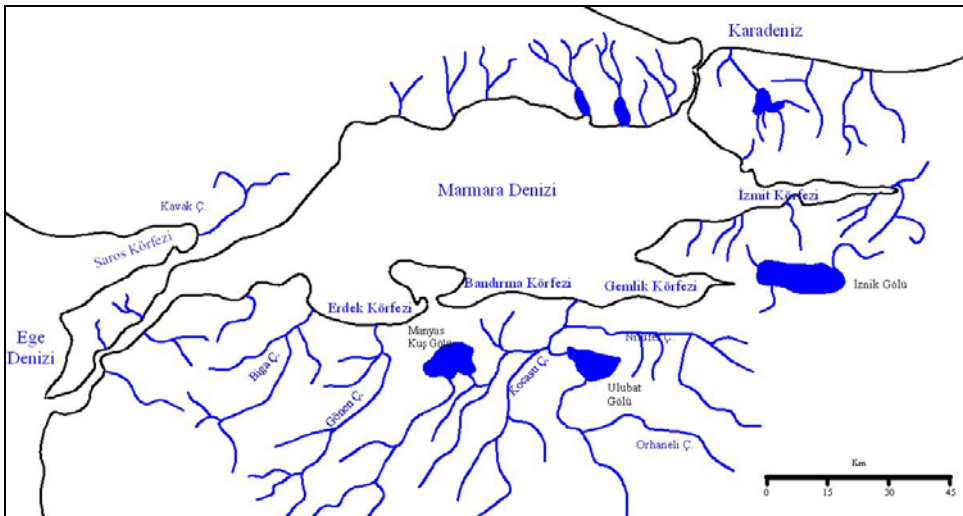 Karadeniz
Marmara Denizi
İzmit Körfezi
Kavak Ç.
Saros Körfezi
Bandırma Körfezi
Gemlik Körfezi
İznik Gölü
Erdek Körfezi
Ege
Denizi
Manyas
Kuş Gölü
Nilüfer Ç.
Biga Ç.
Kocasu Ç.
Ulubat
Gölü
Gönen Ç.
Orhaneli Ç.
Km
0 15 30 45